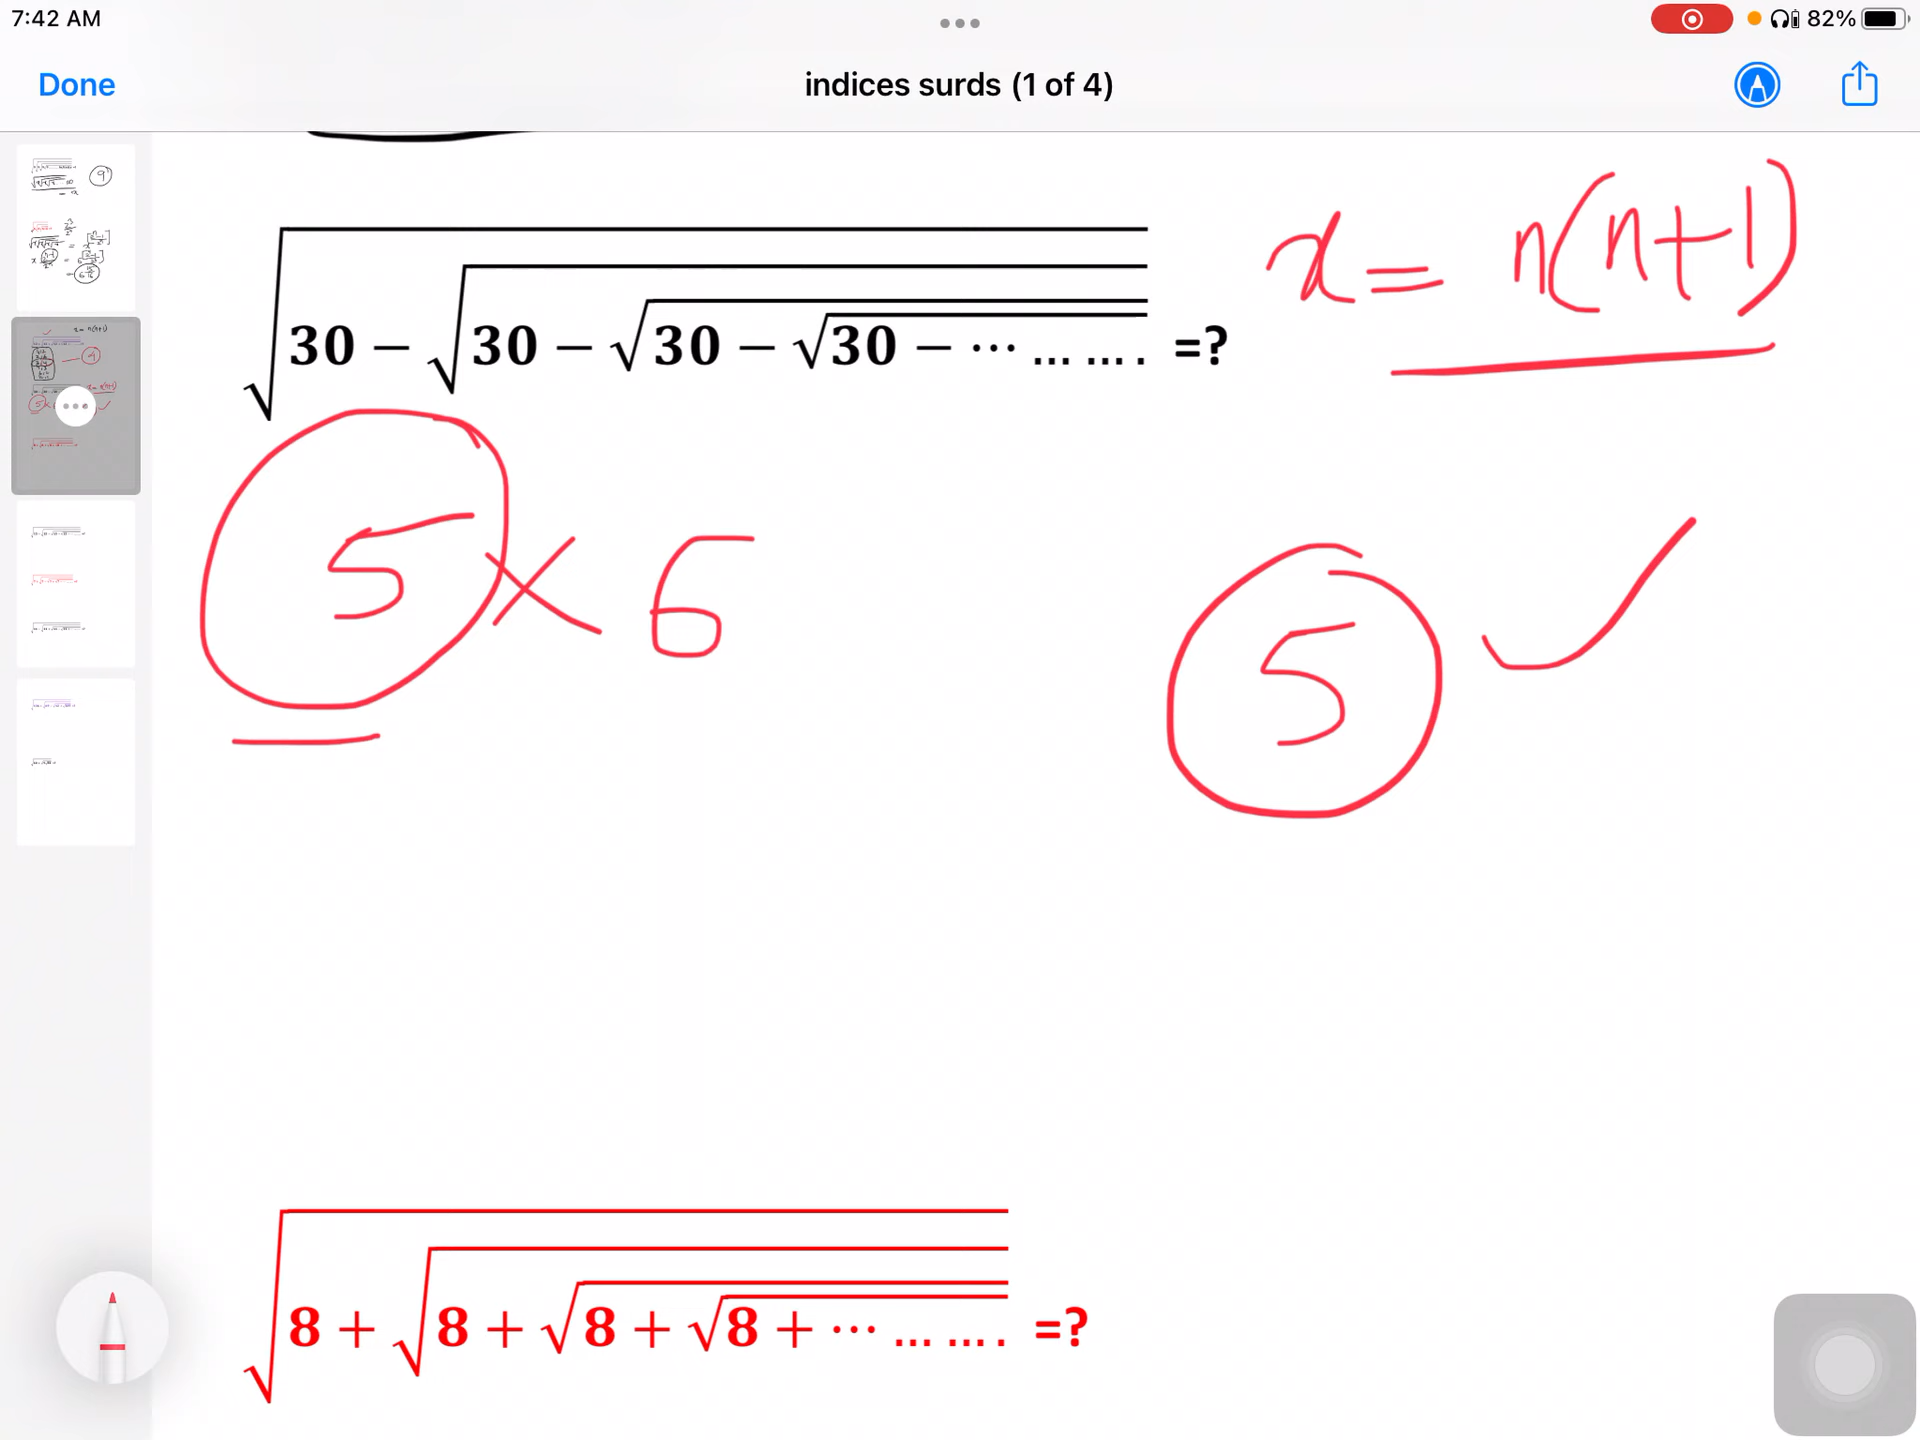 7:42 AM
82%
Done
indices surds (1 of 4)
√30 − √30 − √30 − √30 − ⋯ … … . =?
x = n(n+1)
5 × 6
5 ✓
√8 + √8 + √8 + √8 + ⋯ … … . =?